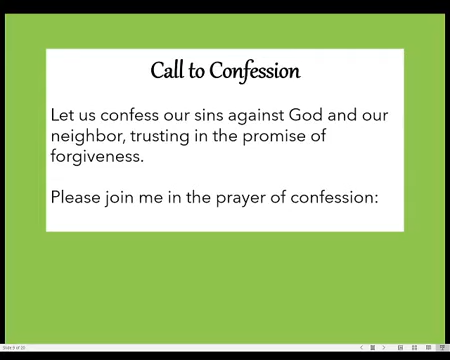 Call to Confession
Let us confess our sins against God and our
neighbor, trusting in the promise of
forgiveness.
Please join me in the prayer of confession: